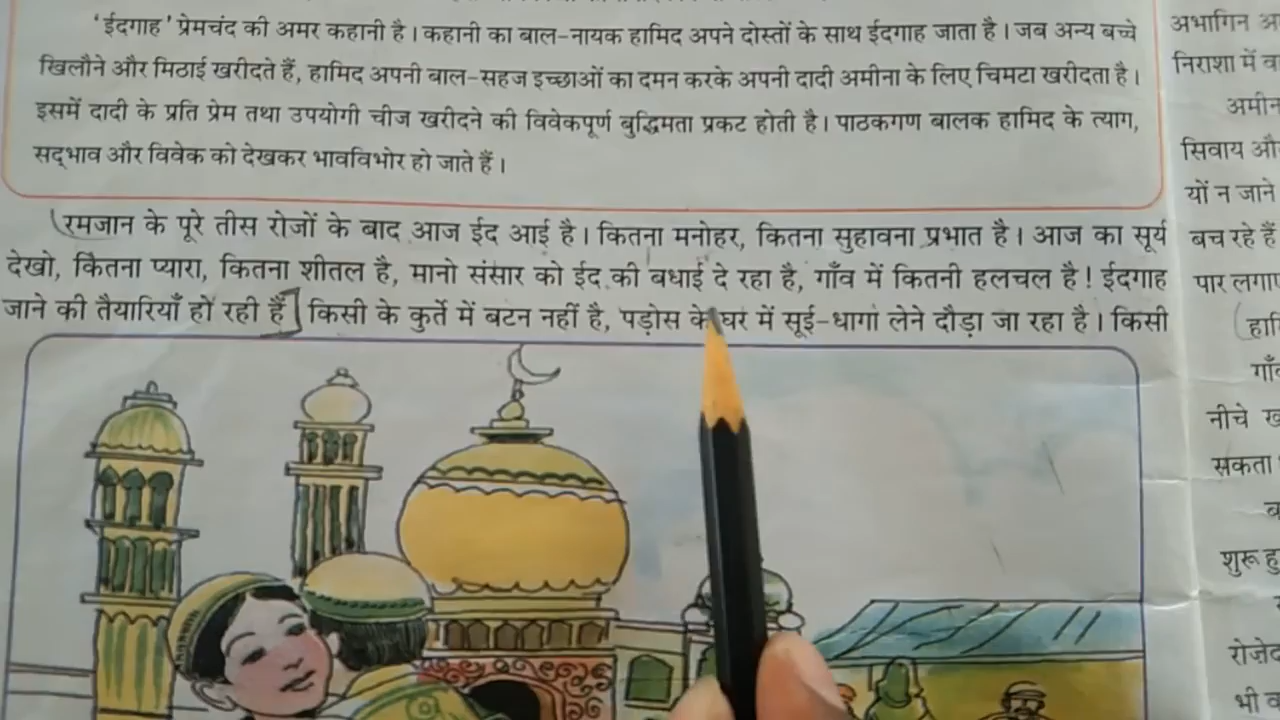 'ईदगाह' प्रेमचंद की अमर कहानी है। कहानी का बाल-नायक हामिद अपने दोस्तों के साथ ईदगाह जाता है। जब अन्य बच्चे
खिलौने और मिठाई खरीदते हैं, हामिद अपनी बाल-सहज इच्छाओं का दमन करके अपनी दादी अमीना के लिए चिमटा खरीदता है।
इसमें दादी के प्रति प्रेम तथा उपयोगी चीज खरीदने की विवेकपूर्ण बुद्धिमता प्रकट होती है। पाठकगण बालक हामिद के त्याग,
सद्‌भाव और विवेक को देखकर भावविभोर हो जाते हैं।
रमजान के पूरे तीस रोजों के बाद आज ईद आई है। कितना मनोहर, कितना सुहावना प्रभात है। आज का सूर्य
देखो, कितना प्यारा, कितना शीतल है, मानो संसार को ईद की बधाई दे रहा है, गाँव में कितनी हलचल है! ईदगाह
जाने की तैयारियाँ हो रही हैं किसी के कुर्ते में बटन नहीं है, पड़ोस के घर में सूई-धागा लेने दौड़ा जा रहा है। किसी
अभागिन
निराशा में
सिवाय
यों न जाने
बच रहे हैं
पार
नीचे
सकता
शुरू
भी